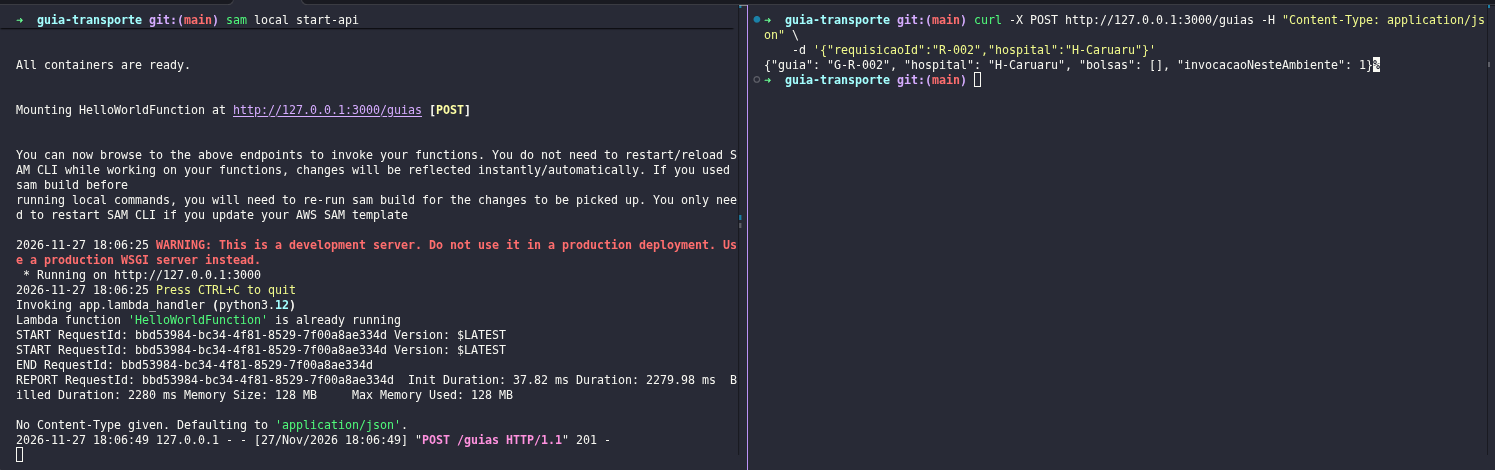 ➜  guia-transporte git:(main) sam local start-api
All containers are ready.
Mounting HelloWorldFunction at http://127.0.0.1:3000/guias [POST]
You can now browse to the above endpoints to invoke your functions. You do not need to restart/reload S
AM CLI while working on your functions, changes will be reflected instantly/automatically. If you used
sam build before
running local commands, you will need to re-run sam build for the changes to be picked up. You only nee
d to restart SAM CLI if you update your AWS SAM template
2026-11-27 18:06:25 WARNING: This is a development server. Do not use it in a production deployment. Us
e a production WSGI server instead.
 * Running on http://127.0.0.1:3000
2026-11-27 18:06:25 Press CTRL+C to quit
Invoking app.lambda_handler (python3.12)
Lambda function 'HelloWorldFunction' is already running
START RequestId: bbd53984-bc34-4f81-8529-7f00a8ae334d Version: $LATEST
START RequestId: bbd53984-bc34-4f81-8529-7f00a8ae334d Version: $LATEST
END RequestId: bbd53984-bc34-4f81-8529-7f00a8ae334d
REPORT RequestId: bbd53984-bc34-4f81-8529-7f00a8ae334d  Init Duration: 37.82 ms Duration: 2279.98 ms  B
illed Duration: 2280 ms Memory Size: 128 MB     Max Memory Used: 128 MB
No Content-Type given. Defaulting to 'application/json'.
2026-11-27 18:06:49 127.0.0.1 - - [27/Nov/2026 18:06:49] "POST /guias HTTP/1.1" 201 -
➜  guia-transporte git:(main) curl -X POST http://127.0.0.1:3000/guias -H "Content-Type: application/js
on" \
    -d '{"requisicaoId":"R-002","hospital":"H-Caruaru"}'
{"guia": "G-R-002", "hospital": "H-Caruaru", "bolsas": [], "invocacaoNesteAmbiente": 1}%
➜  guia-transporte git:(main)